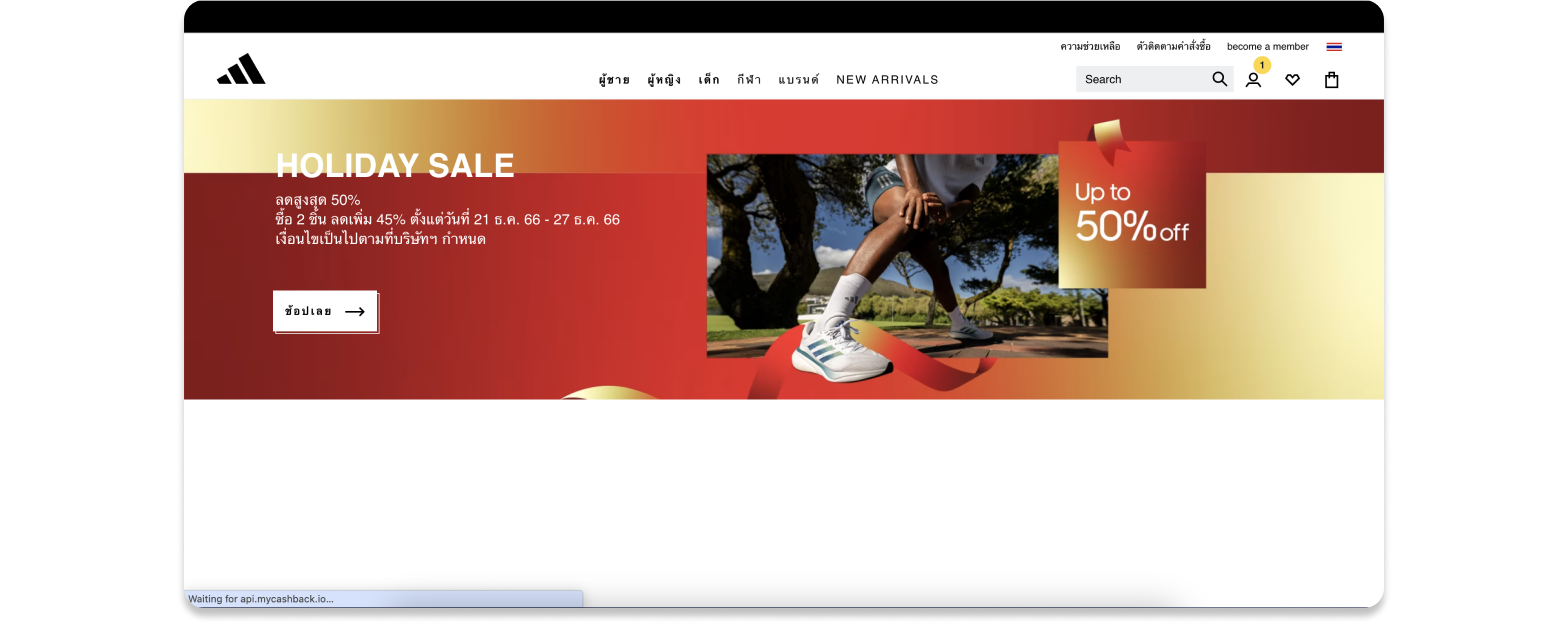 ความช่วยเหลือ ตัวติดตามคำสั่งซื้อ become a member
1
ผู้ชาย ผู้หญิง เด็ก กีฬา แบรนด์ NEW ARRIVALS Search
HOLIDAY SALE
ลดสูงสุด 50%
ซื้อ 2 ชิ้น ลดเพิ่ม 45% ตั้งแต่วันที่ 21 ธ.ค. 66 - 27 ธ.ค. 66
เงื่อนไขเป็นไปตามที่บริษัทฯ กำหนด
ช้อปเลย
Up to
50% off
Waiting for api.mycashback.io...